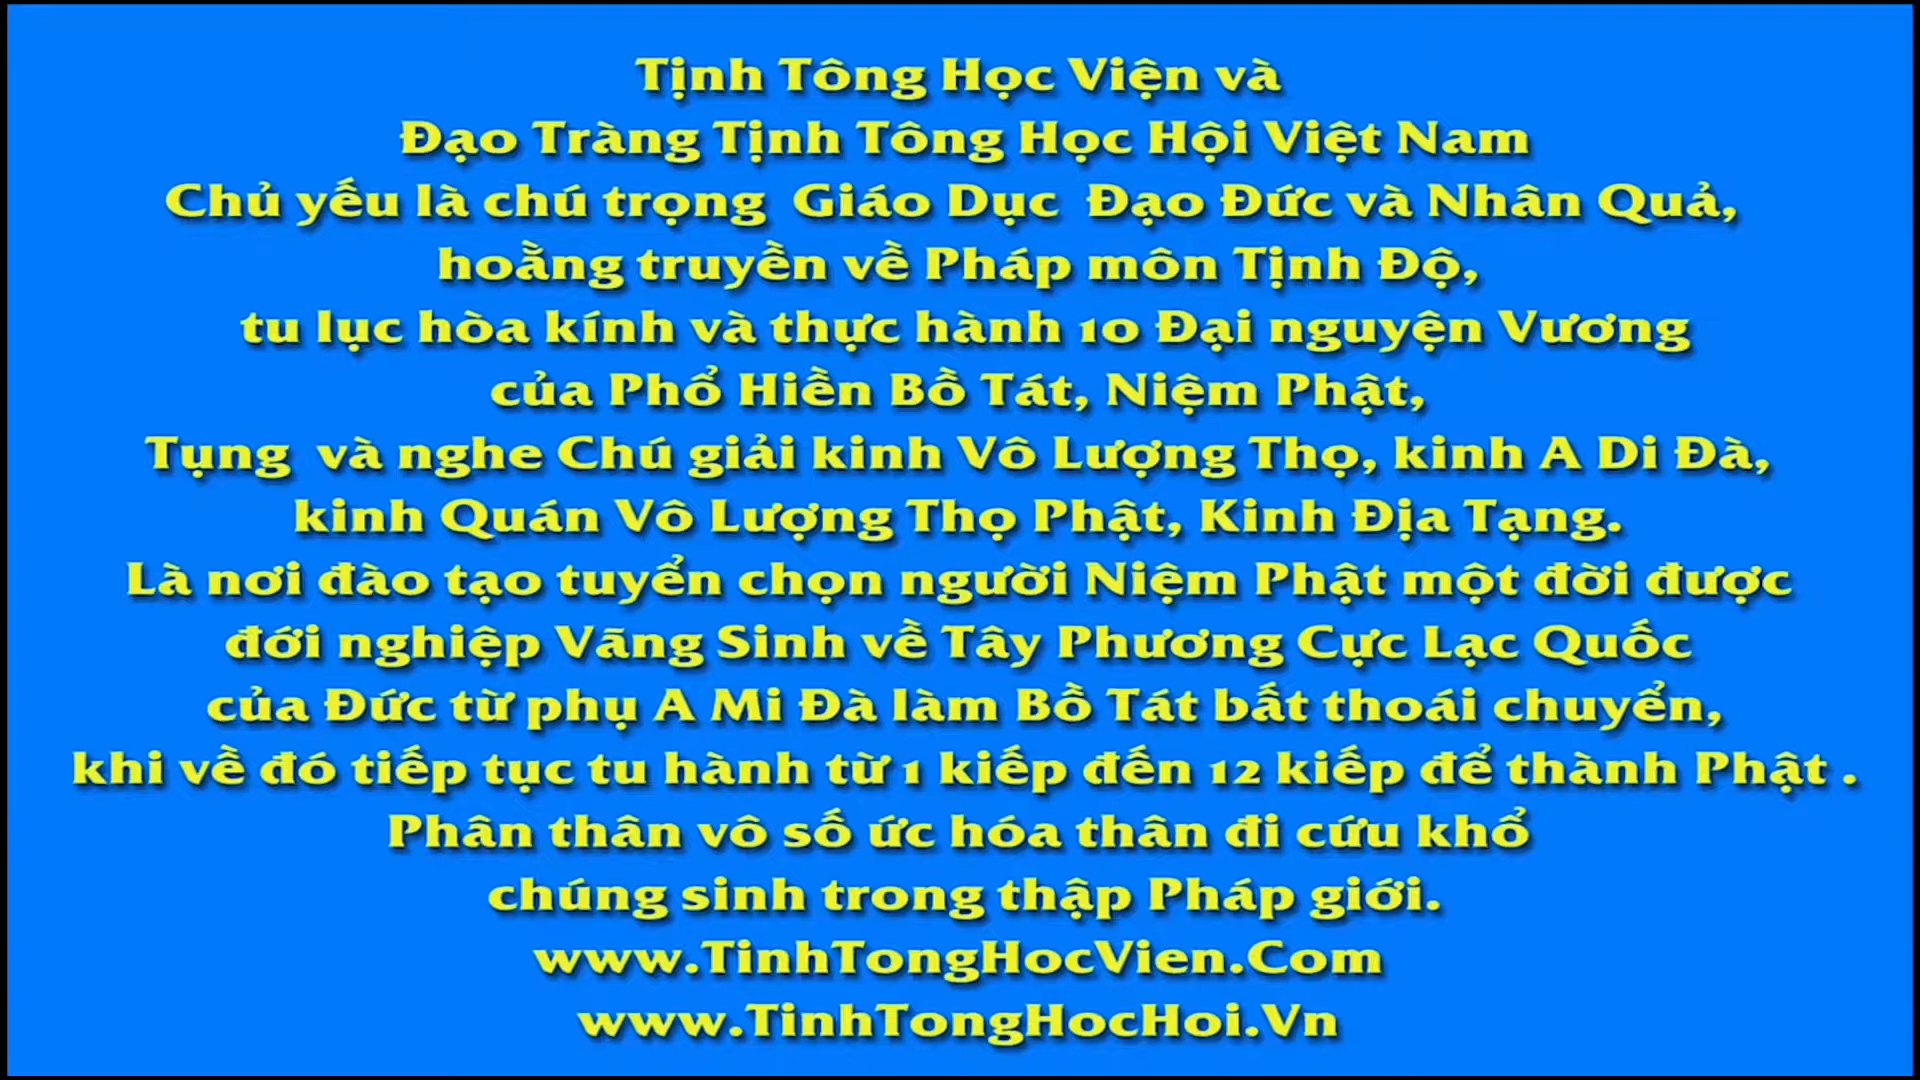 Tịnh Tông Học Viện và
Đạo Tràng Tịnh Tông Học Hội Việt Nam
Chủ yếu là chú trọng Giáo Dục Đạo Đức và Nhân Quả,
hoằng truyền về Pháp môn Tịnh Độ,
tu lục hòa kính và thực hành 10 Đại nguyện Vương
của Phổ Hiền Bồ Tát, Niệm Phật,
Tụng và nghe Chú giải kinh Vô Lượng Thọ, kinh A Di Đà,
kinh Quán Vô Lượng Thọ Phật, Kinh Địa Tạng.
Là nơi đào tạo tuyển chọn người Niệm Phật một đời được
đới nghiệp Vãng Sinh về Tây Phương Cực Lạc Quốc
của Đức từ phụ A Mi Đà làm Bồ Tát bất thoái chuyển,
khi về đó tiếp tục tu hành từ 1 kiếp đến 12 kiếp để thành Phật .
Phân thân vô số ức hóa thân đi cứu khổ
chúng sinh trong thập Pháp giới.
www.TinhTongHocVien.Com
www.TinhTongHocHoi.Vn